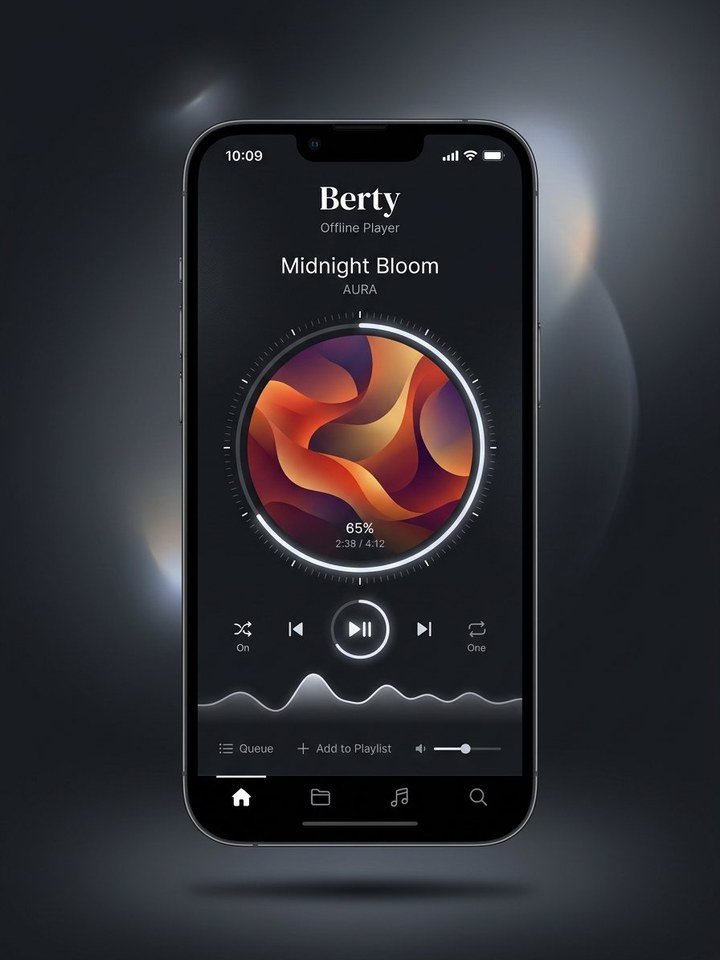 10:09
Berty
Offline Player
Midnight Bloom
AURA
65%
2:38 / 4:12
On
One
Queue
Add to Playlist